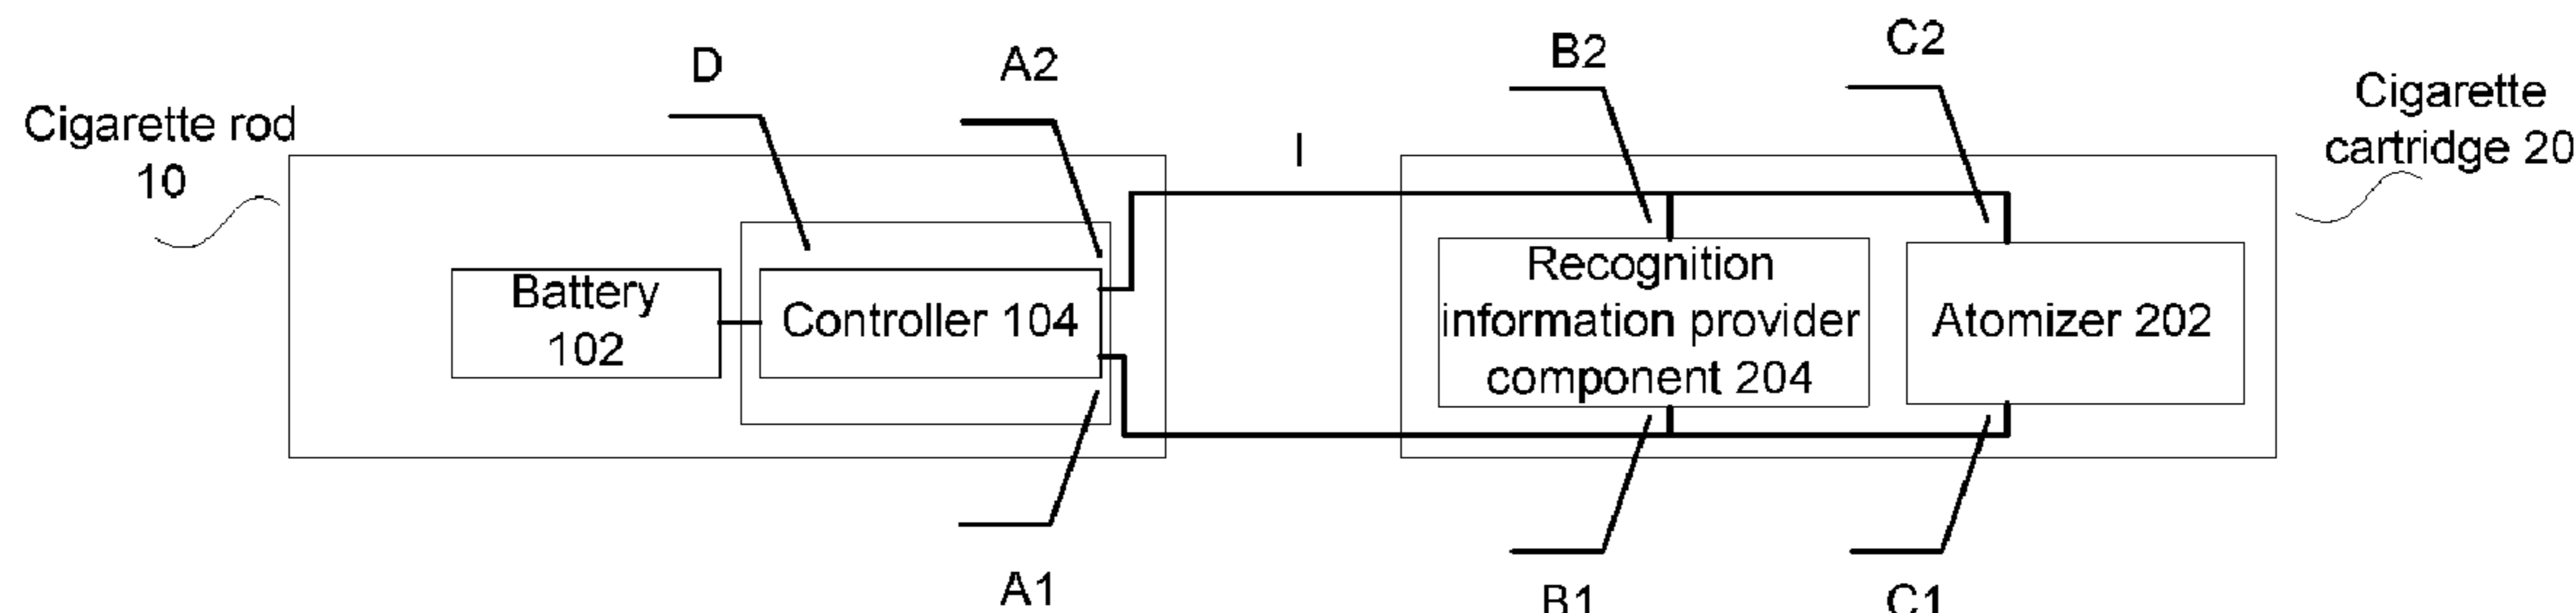 D
A2
B2
C2
Cigarette rod
10
I
Cigarette
cartridge 20
Battery
102
Controller 104
Recognition
information provider
component 204
Atomizer 202
A1
B1
C1